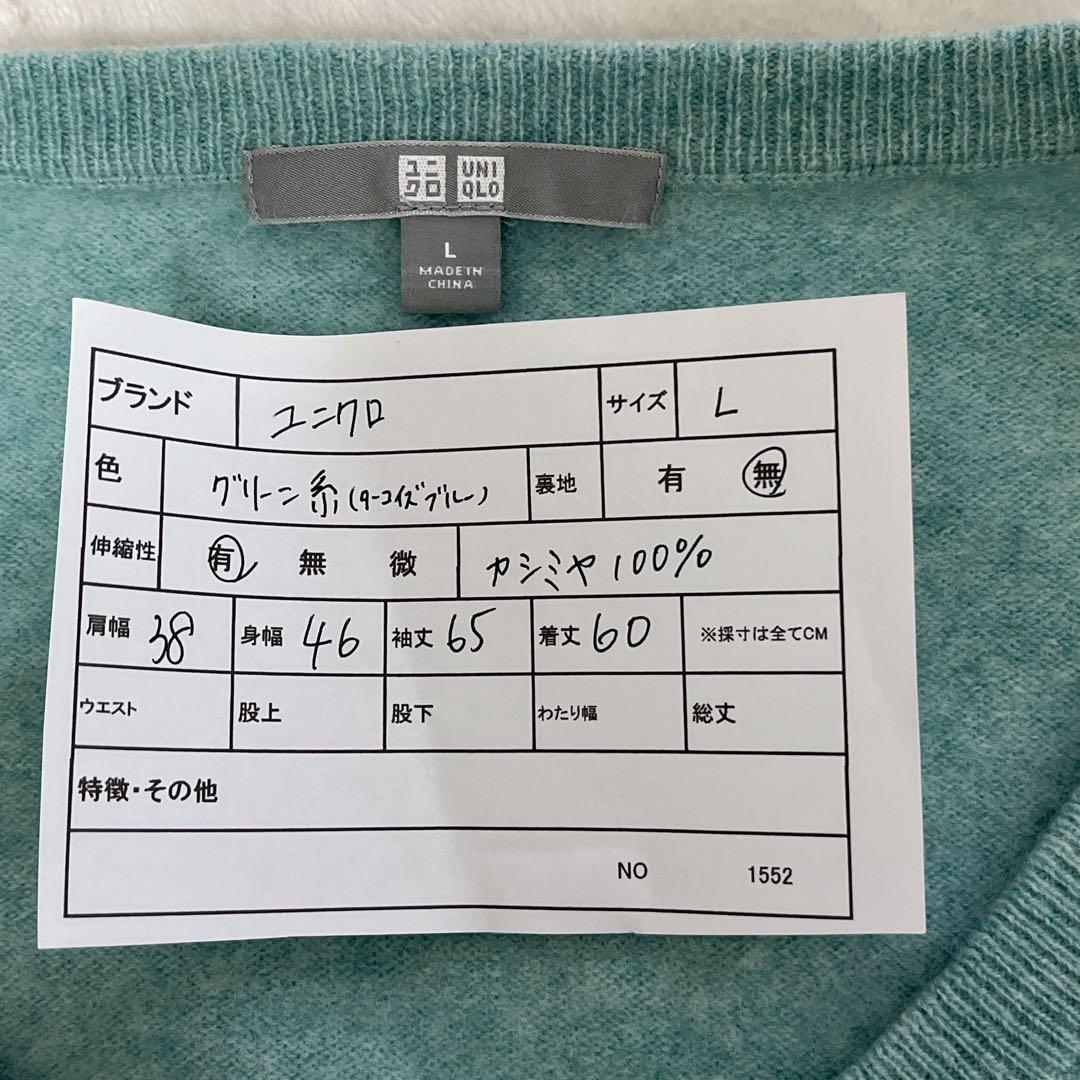 ユニクロ UNIQLO
L
MADE IN
CHINA
ブランド ユニクロ サイズ L
色 グリーン系(ターコイズブルー) 裏地 有 無
伸縮性 有 無 微 カシミヤ100%
肩幅 38 身幅 46 袖丈 65 着丈 60 ※採寸は全てCM
ウエスト 股上 股下 わたり幅 総丈
特徴・その他
NO 1552